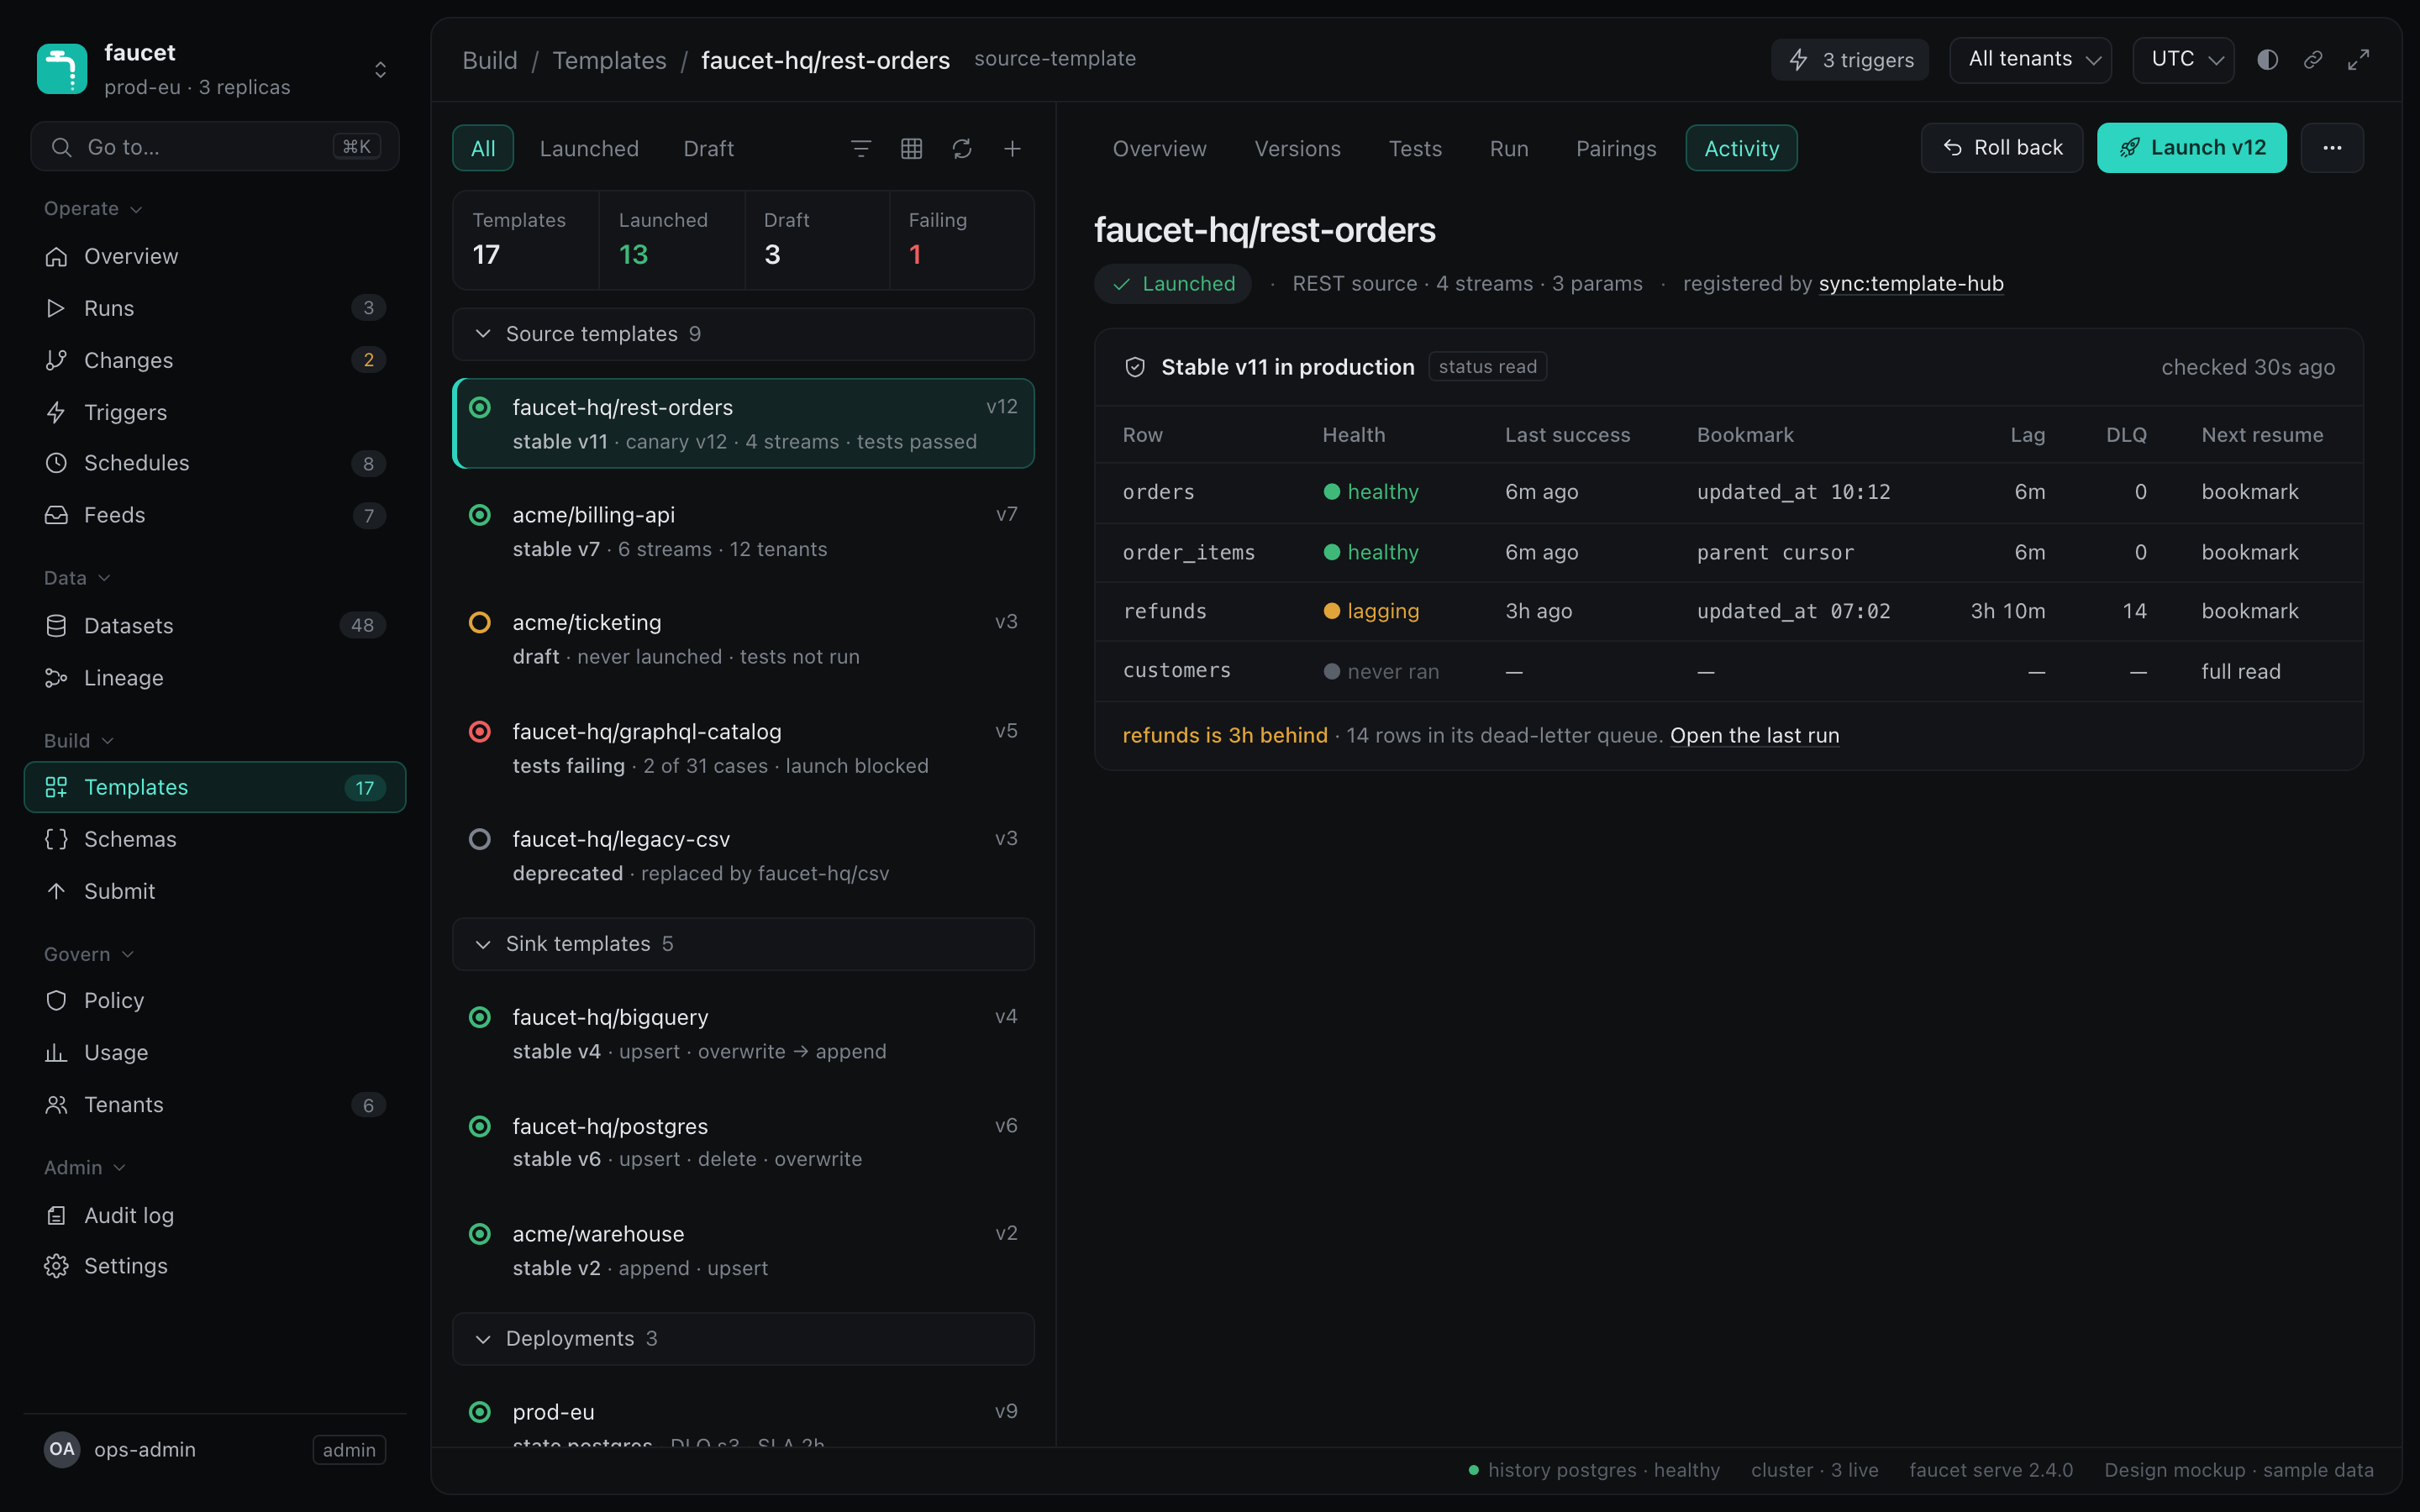 faucet
prod-eu · 3 replicas
Go to... ⌘K
Operate
Overview
Runs 3
Changes 2
Triggers
Schedules 8
Feeds 7
Data
Datasets 48
Lineage
Build
Templates 17
Schemas
Submit
Govern
Policy
Usage
Tenants 6
Admin
Audit log
Settings
OA ops-admin admin
Build / Templates / faucet-hq/rest-orders source-template
3 triggers All tenants UTC
All Launched Draft
Templates Launched Draft Failing
17 13 3 1
Source templates 9
faucet-hq/rest-orders v12
stable v11 · canary v12 · 4 streams · tests passed
acme/billing-api v7
stable v7 · 6 streams · 12 tenants
acme/ticketing v3
draft · never launched · tests not run
faucet-hq/graphql-catalog v5
tests failing · 2 of 31 cases · launch blocked
faucet-hq/legacy-csv v3
deprecated · replaced by faucet-hq/csv
Sink templates 5
faucet-hq/bigquery v4
stable v4 · upsert · overwrite → append
faucet-hq/postgres v6
stable v6 · upsert · delete · overwrite
acme/warehouse v2
stable v2 · append · upsert
Deployments 3
prod-eu v9
state postgres · DLQ s3 · SLA 2h
Overview Versions Tests Run Pairings Activity Roll back Launch v12 ...
faucet-hq/rest-orders
Launched · REST source · 4 streams · 3 params · registered by sync:template-hub
Stable v11 in production status read checked 30s ago
Row Health Last success Bookmark Lag DLQ Next resume
orders healthy 6m ago updated_at 10:12 6m 0 bookmark
order_items healthy 6m ago parent cursor 6m 0 bookmark
refunds lagging 3h ago updated_at 07:02 3h 10m 14 bookmark
customers never ran — — — — full read
refunds is 3h behind · 14 rows in its dead-letter queue. Open the last run
history postgres · healthy cluster · 3 live faucet serve 2.4.0 Design mockup · sample data